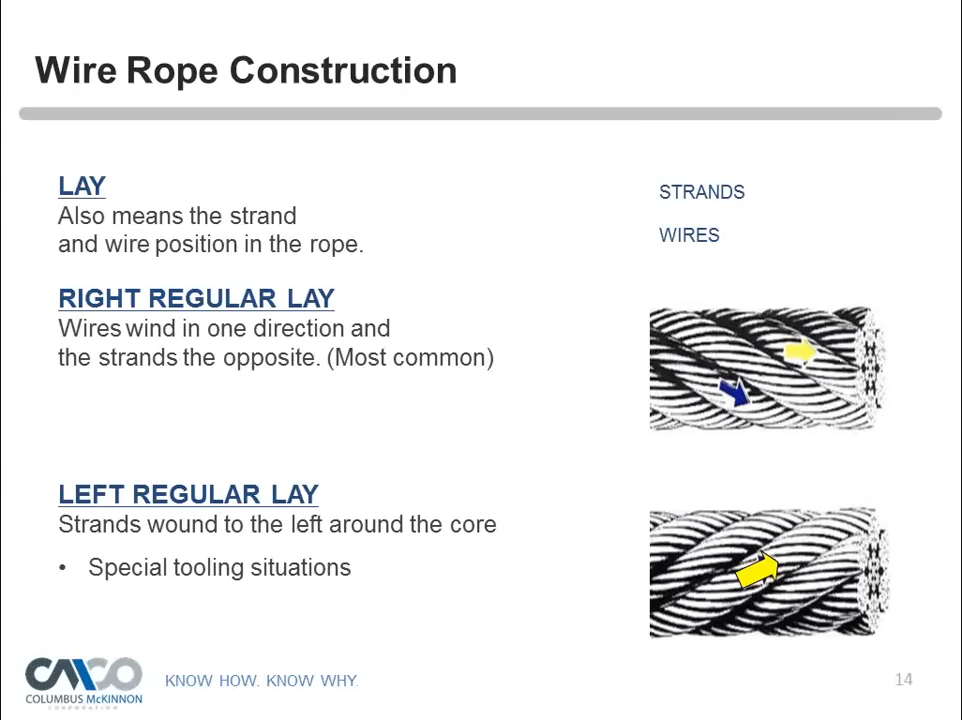 Wire Rope Construction
LAY
Also means the strand
and wire position in the rope.
STRANDS
WIRES
RIGHT REGULAR LAY
Wires wind in one direction and
the strands the opposite. (Most common)
LEFT REGULAR LAY
Strands wound to the left around the core
• Special tooling situations
CMCO
COLUMBUS McKINNON
CORPORATION
KNOW HOW. KNOW WHY.
14